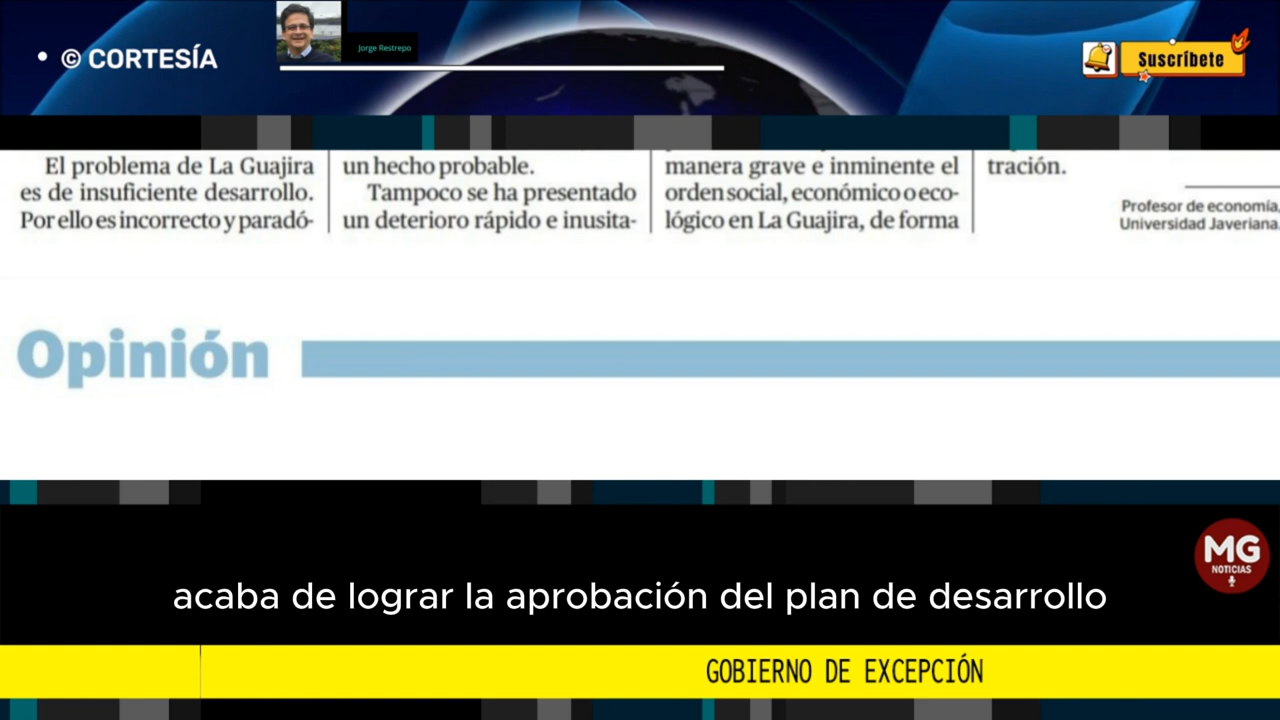 • © CORTESÍA
Jorge Restrepo
Suscríbete
El problema de La Guajira
es de insuficiente desarrollo.
Por ello es incorrecto y paradó-
un hecho probable.
Tampoco se ha presentado
un deterioro rápido e inusita-
manera grave e inminente el
orden social, económico o eco-
lógico en La Guajira, de forma
tración.
Profesor de economía,
Universidad Javeriana.
Opinión
MG
NOTICIAS
acaba de lograr la aprobación del plan de desarrollo
GOBIERNO DE EXCEPCIÓN